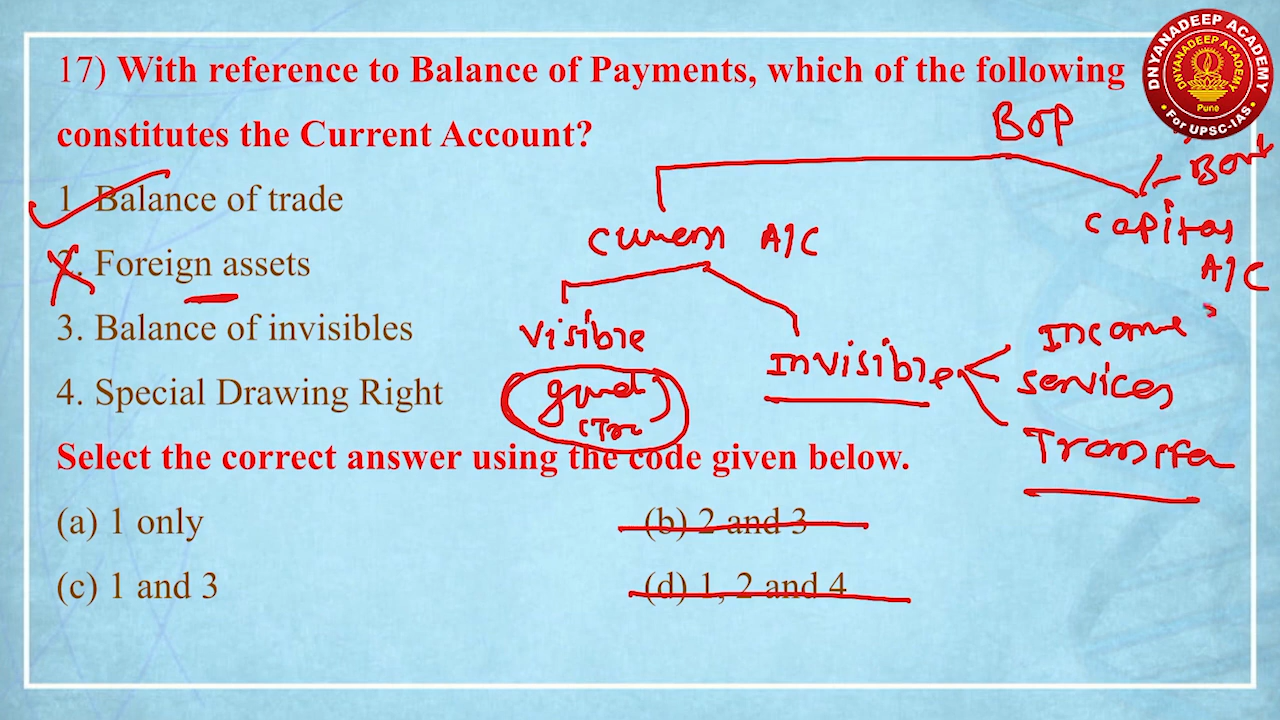 17) With reference to Balance of Payments, which of the following
constitutes the Current Account?
1. Balance of trade
2. Foreign assets
3. Balance of invisibles
4. Special Drawing Right
Select the correct answer using the code given below.
(a) 1 only
(b) 2 and 3
(c) 1 and 3
(d) 1, 2 and 4
BOP
Current A/C
Capital
A/C
Visible
Invisible
Income
Services
Transfer
DNYANADEEP ACADEMY
DNYANADEEP ACADEMY
Pune
• For UPSC-IAS •